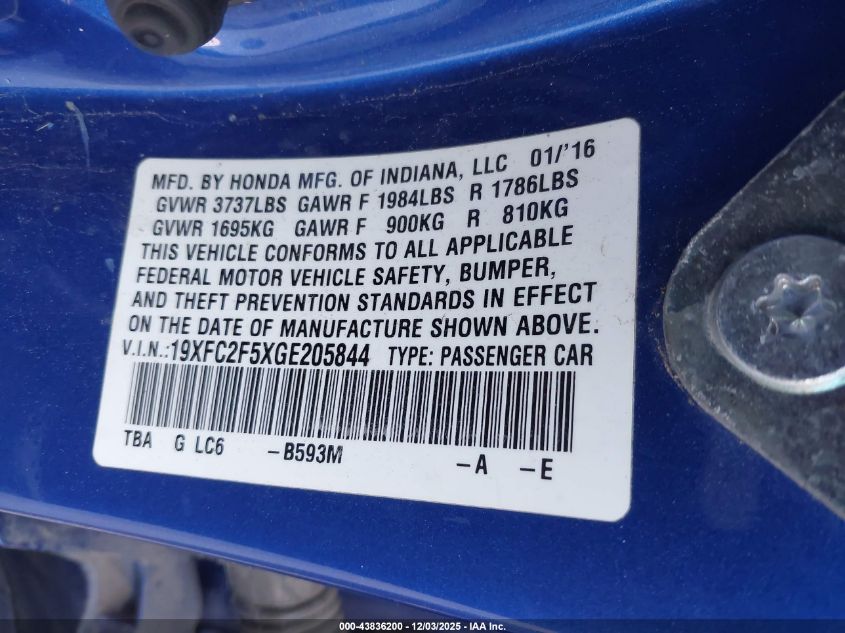 MFD. BY HONDA MFG. OF INDIANA, LLC 01/'16
GVWR 3737LBS GAWR F 1984LBS R 1786LBS
GVWR 1695KG GAWR F 900KG R 810KG
THIS VEHICLE CONFORMS TO ALL APPLICABLE
FEDERAL MOTOR VEHICLE SAFETY, BUMPER,
AND THEFT PREVENTION STANDARDS IN EFFECT
ON THE DATE OF MANUFACTURE SHOWN ABOVE.
V.I.N.:19XFC2F5XGE205844 TYPE: PASSENGER CAR
TBA G LC6 -B593M -A -E
000-43836200 - 12/03/2025 - IAA Inc.